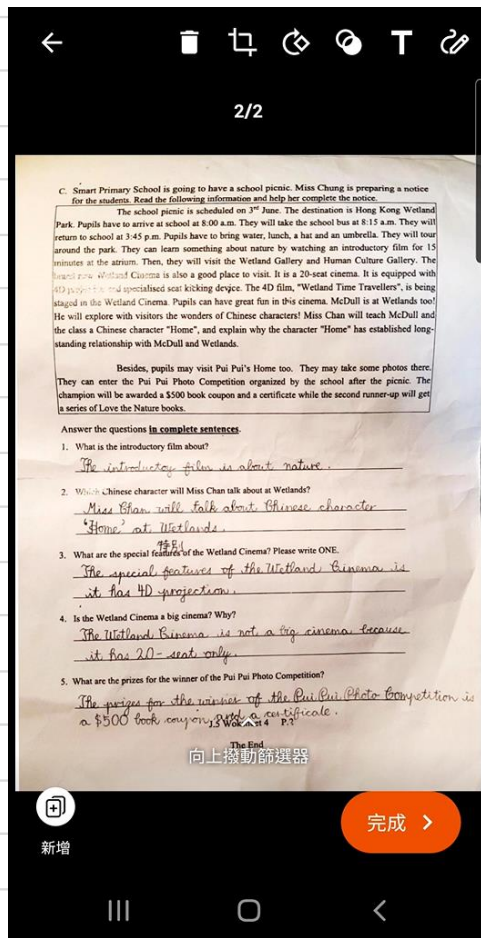 T
2/2
C. Smart Primary School is going to have a school picnic. Miss Chung is preparing a notice
for the students. Read the following information and help her complete the notice.
The school picnic is scheduled on 3rd June. The destination is Hong Kong Wetland
Park. Pupils have to arrive at school at 8:00 a.m. They will take the school bus at 8:15 a.m. They will
return to school at 3:45 p.m. Pupils have to bring water, lunch, a hat and an umbrella. They will tour
around the park. They can learn something about nature by watching an introductory film for 15
minutes at the atrium. Then, they will visit the Wetland Gallery and Human Culture Gallery. The
brand new Wetland Cinema is also a good place to visit. It is a 20-seat cinema. It is equipped with
4D and specialised seat kicking device. The 4D film, "Wetland Time Travellers", is being
staged in the Wetland Cinema. Pupils can have great fun in this cinema. McDull is at Wetlands too!
He will explore with visitors the wonders of Chinese characters! Miss Chan will teach McDull and
the class a Chinese character "Home", and explain why the character "Home" has established long-
standing relationship with McDull and Wetlands.
Besides, pupils may visit Pui Pui's Home too. They may take some photos there.
They can enter the Pui Pui Photo Competition organized by the school after the picnic. The
champion will be awarded a $500 book coupon and a certificate while the second runner-up will get
a series of Love the Nature books.
Answer the questions in complete sentences.
1. What is the introductory film about?
The introductoy film is about nature.
2. Which Chinese character will Miss Chan talk about at Wetlands?
Miss Chan will talk about Chinese character
"Home" at Wetlands.
特别
3. What are the special features of the Wetland Cinema? Please write ONE.
The special features of the Wetland Cinema is
it has 4D projection.
4. Is the Wetland Cinema a big cinema? Why?
The Wetland Cinema is not a big cinema because
it has 20-seat only.
5. What are the prizes for the winner of the Pui Pui Photo Competition?
The prizes for the winner of the Pui Pui Photo Competition is
a $500 book coupon and a certificate.
J.5 Worksheet 4 P.2
The End
向上撥動篩選器
新增
完成